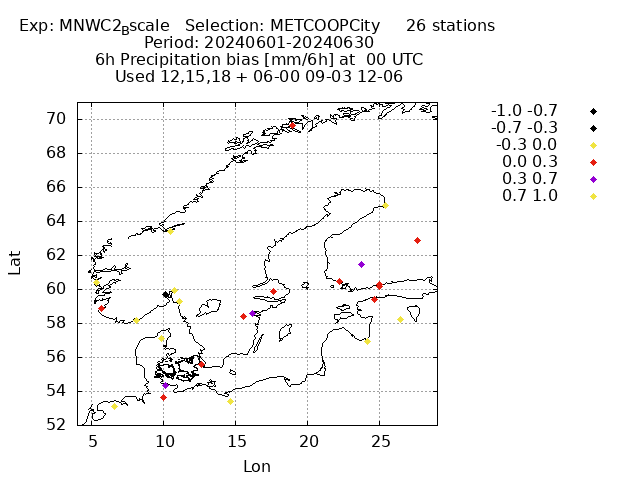 Exp: MNWC2Bscale   Selection: METCOOPCity     26 stations
Period: 20240601-20240630
6h Precipitation bias [mm/6h] at  00 UTC
Used 12,15,18 + 06-00 09-03 12-06
70
68
66
64
62
60
58
56
54
52
Lat
5 10 15 20 25
Lon
-1.0 -0.7
-0.7 -0.3
-0.3 0.0
0.0 0.3
0.3 0.7
0.7 1.0